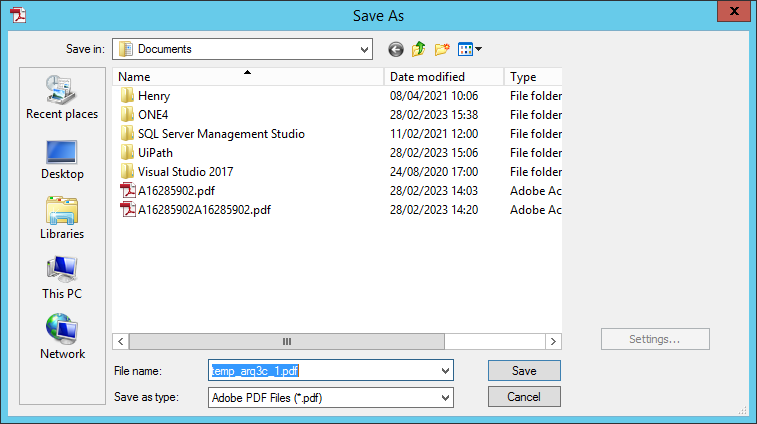 Save As
x
Save in: Documents
Recent places
Desktop
Libraries
This PC
Network
Name Date modified Type
Henry 08/04/2021 10:06 File folder
ONE4 28/02/2023 15:38 File folder
SQL Server Management Studio 11/02/2021 12:00 File folder
UiPath 28/02/2023 15:06 File folder
Visual Studio 2017 24/08/2020 17:00 File folder
A16285902.pdf 28/02/2023 14:03 Adobe Ac
A16285902A16285902.pdf 28/02/2023 14:20 Adobe Ac
Settings...
File name: temp_arq3c_1.pdf Save
Save as type: Adobe PDF Files (*.pdf) Cancel